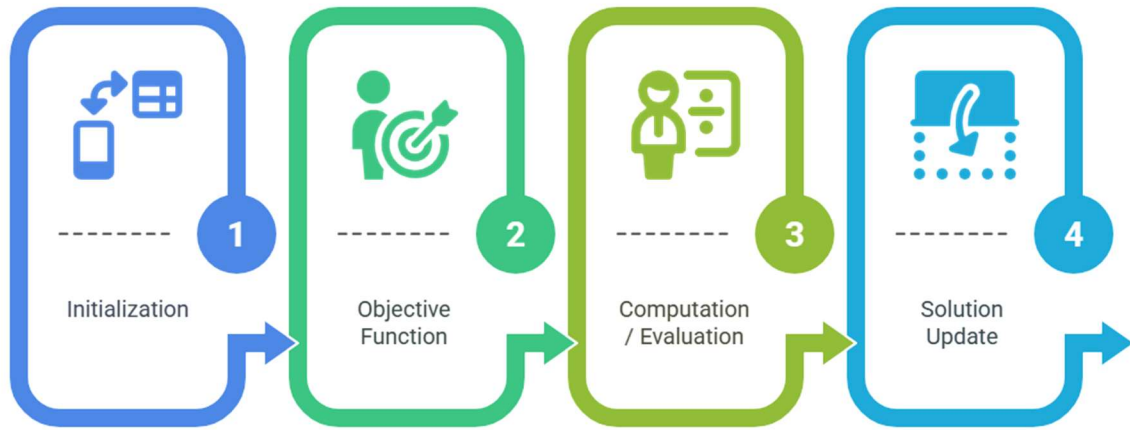 1
Initialization
2
Objective
Function
3
Computation
/ Evaluation
4
Solution
Update